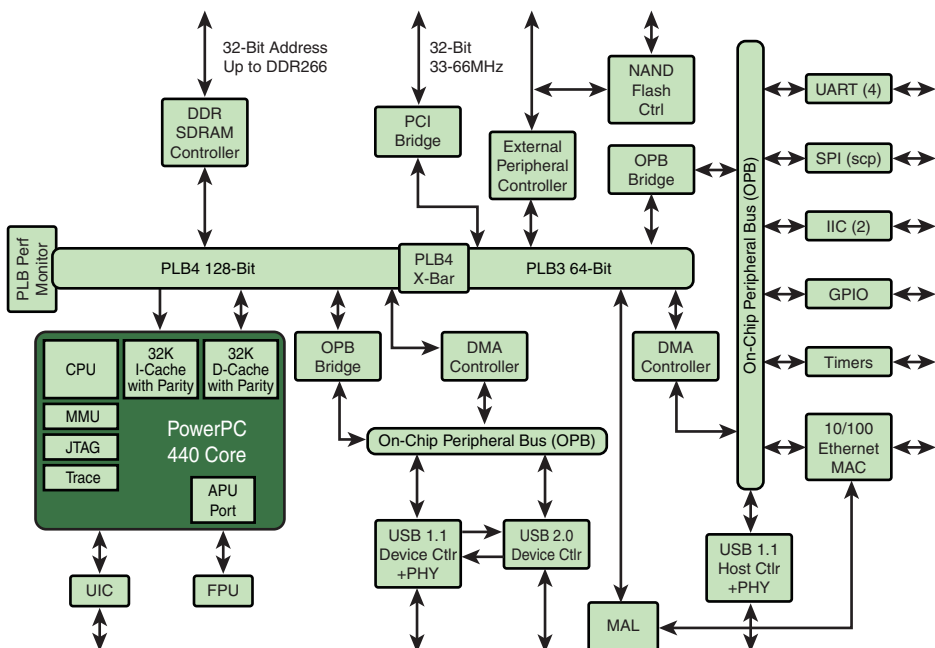 32-Bit Address
Up to DDR266
32-Bit
33-66MHz
DDR
SDRAM
Controller
PCI
Bridge
External
Peripheral
Controller
NAND
Flash
Ctrl
OPB
Bridge
On-Chip Peripheral Bus (OPB)
UART (4)
SPI (scp)
IIC (2)
GPIO
Timers
10/100
Ethernet
MAC
PLB Perf
Monitor
PLB4 128-Bit
PLB4
X-Bar
PLB3 64-Bit
CPU
32K
I-Cache
with Parity
32K
D-Cache
with Parity
MMU
JTAG
Trace
PowerPC
440 Core
APU
Port
OPB
Bridge
DMA
Controller
DMA
Controller
On-Chip Peripheral Bus (OPB)
USB 1.1
Device Ctlr
+PHY
USB 2.0
Device Ctlr
USB 1.1
Host Ctlr
+PHY
UIC
FPU
MAL